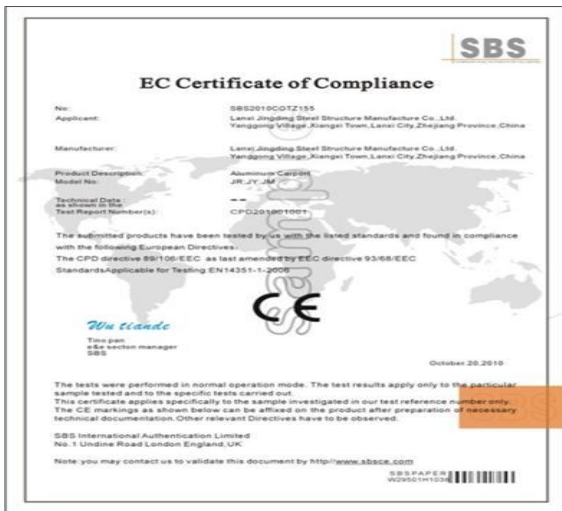 SBS
EC Certificate of Compliance
No: SBS2010COTZ155
Applicant: Lanxi Jingding Steel Structure Manufacture Co.,Ltd.
Yanggong Village,Xiangxi Town,Lanxi City,Zhejiang Province,China
Manufacturer: Lanxi Jingding Steel Structure Manufacture Co.,Ltd.
Yanggong Village,Xiangxi Town,Lanxi City,Zhejiang Province,China
Product Description: Aluminum Carport
Model No: JR,JY,JM
Technical Data :
as shown in the
Test Report Number(s): CPD201001001
The submitted products have been tested by us with the listed standards and found in compliance
with the following European Directives:
The CPD directive 89/106/EEC as last amended by EEC directive 93/68/EEC
Standards Applicable for Testing:EN14351-1-2006
sample
CE
Wu tiande
Tino pan
e&e secton manager
SBS
October 20,2010
The tests were performed in normal operation mode. The test results apply only to the particular
sample tested and to the specific tests carried out.
This certificate applies specifically to the sample investigated in our test reference number only.
The CE markings as shown below can be affixed on the product after preparation of necessary
technical documentation.Other relevant Directives have to be observed.
SBS International Authentication Limited
No.1 Undine Road London England,UK
Note:you may contact us to validate this document by http//www.sbsce.com
SBSPAPER
W29501H1036